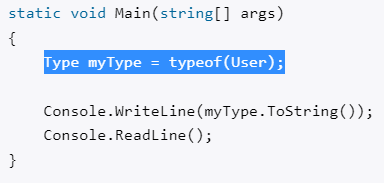 static void Main(string[] args)
{
    Type myType = typeof(User);
    Console.WriteLine(myType.ToString());
    Console.ReadLine();
}